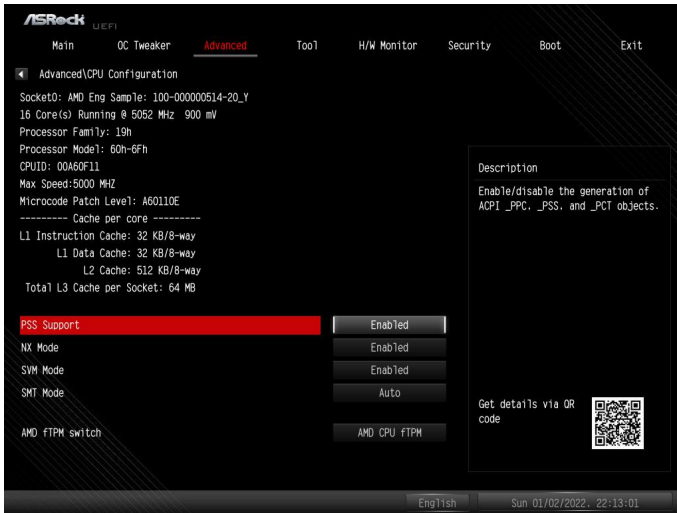 ASRock UEFI
Main OC Tweaker Advanced Tool H/W Monitor Security Boot Exit
Advanced\CPU Configuration
Socket0: AMD Eng Sample: 100-000000514-20_Y
16 Core(s) Running @ 5052 MHz 900 mV
Processor Family: 19h
Processor Model: 60h-6Fh
CPUID: 00A60F11
Max Speed:5000 MHZ
Microcode Patch Level: A60110E
--------- Cache per core ---------
L1 Instruction Cache: 32 KB/8-way
L1 Data Cache: 32 KB/8-way
L2 Cache: 512 KB/8-way
Total L3 Cache per Socket: 64 MB
PSS Support Enabled
NX Mode Enabled
SVM Mode Enabled
SMT Mode Auto
AMD fTPM switch AMD CPU fTPM
Description
Enable/disable the generation of
ACPI _PPC, _PSS, and _PCT objects.
Get details via QR
code
English Sun 01/02/2022, 22:13:01